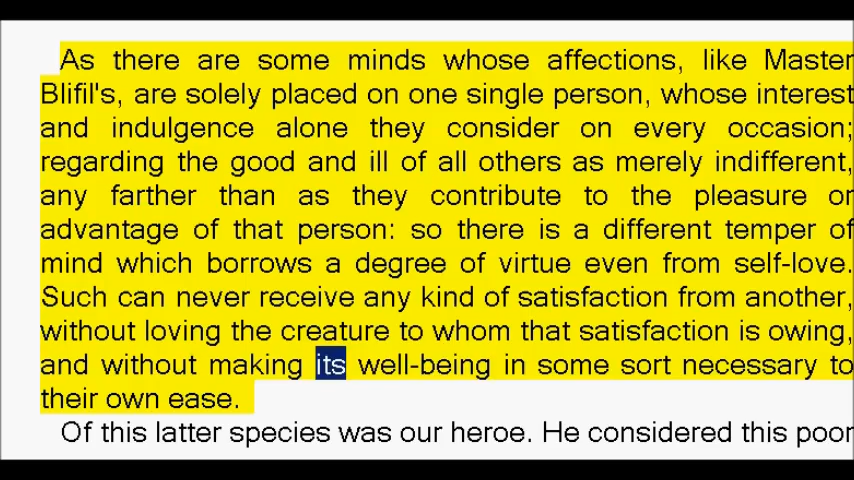 As there are some minds whose affections, like Master
Blifil's, are solely placed on one single person, whose interest
and indulgence alone they consider on every occasion;
regarding the good and ill of all others as merely indifferent,
any farther than as they contribute to the pleasure or
advantage of that person: so there is a different temper of
mind which borrows a degree of virtue even from self-love.
Such can never receive any kind of satisfaction from another,
without loving the creature to whom that satisfaction is owing,
and without making its well-being in some sort necessary to
their own ease.
Of this latter species was our heroe. He considered this poor